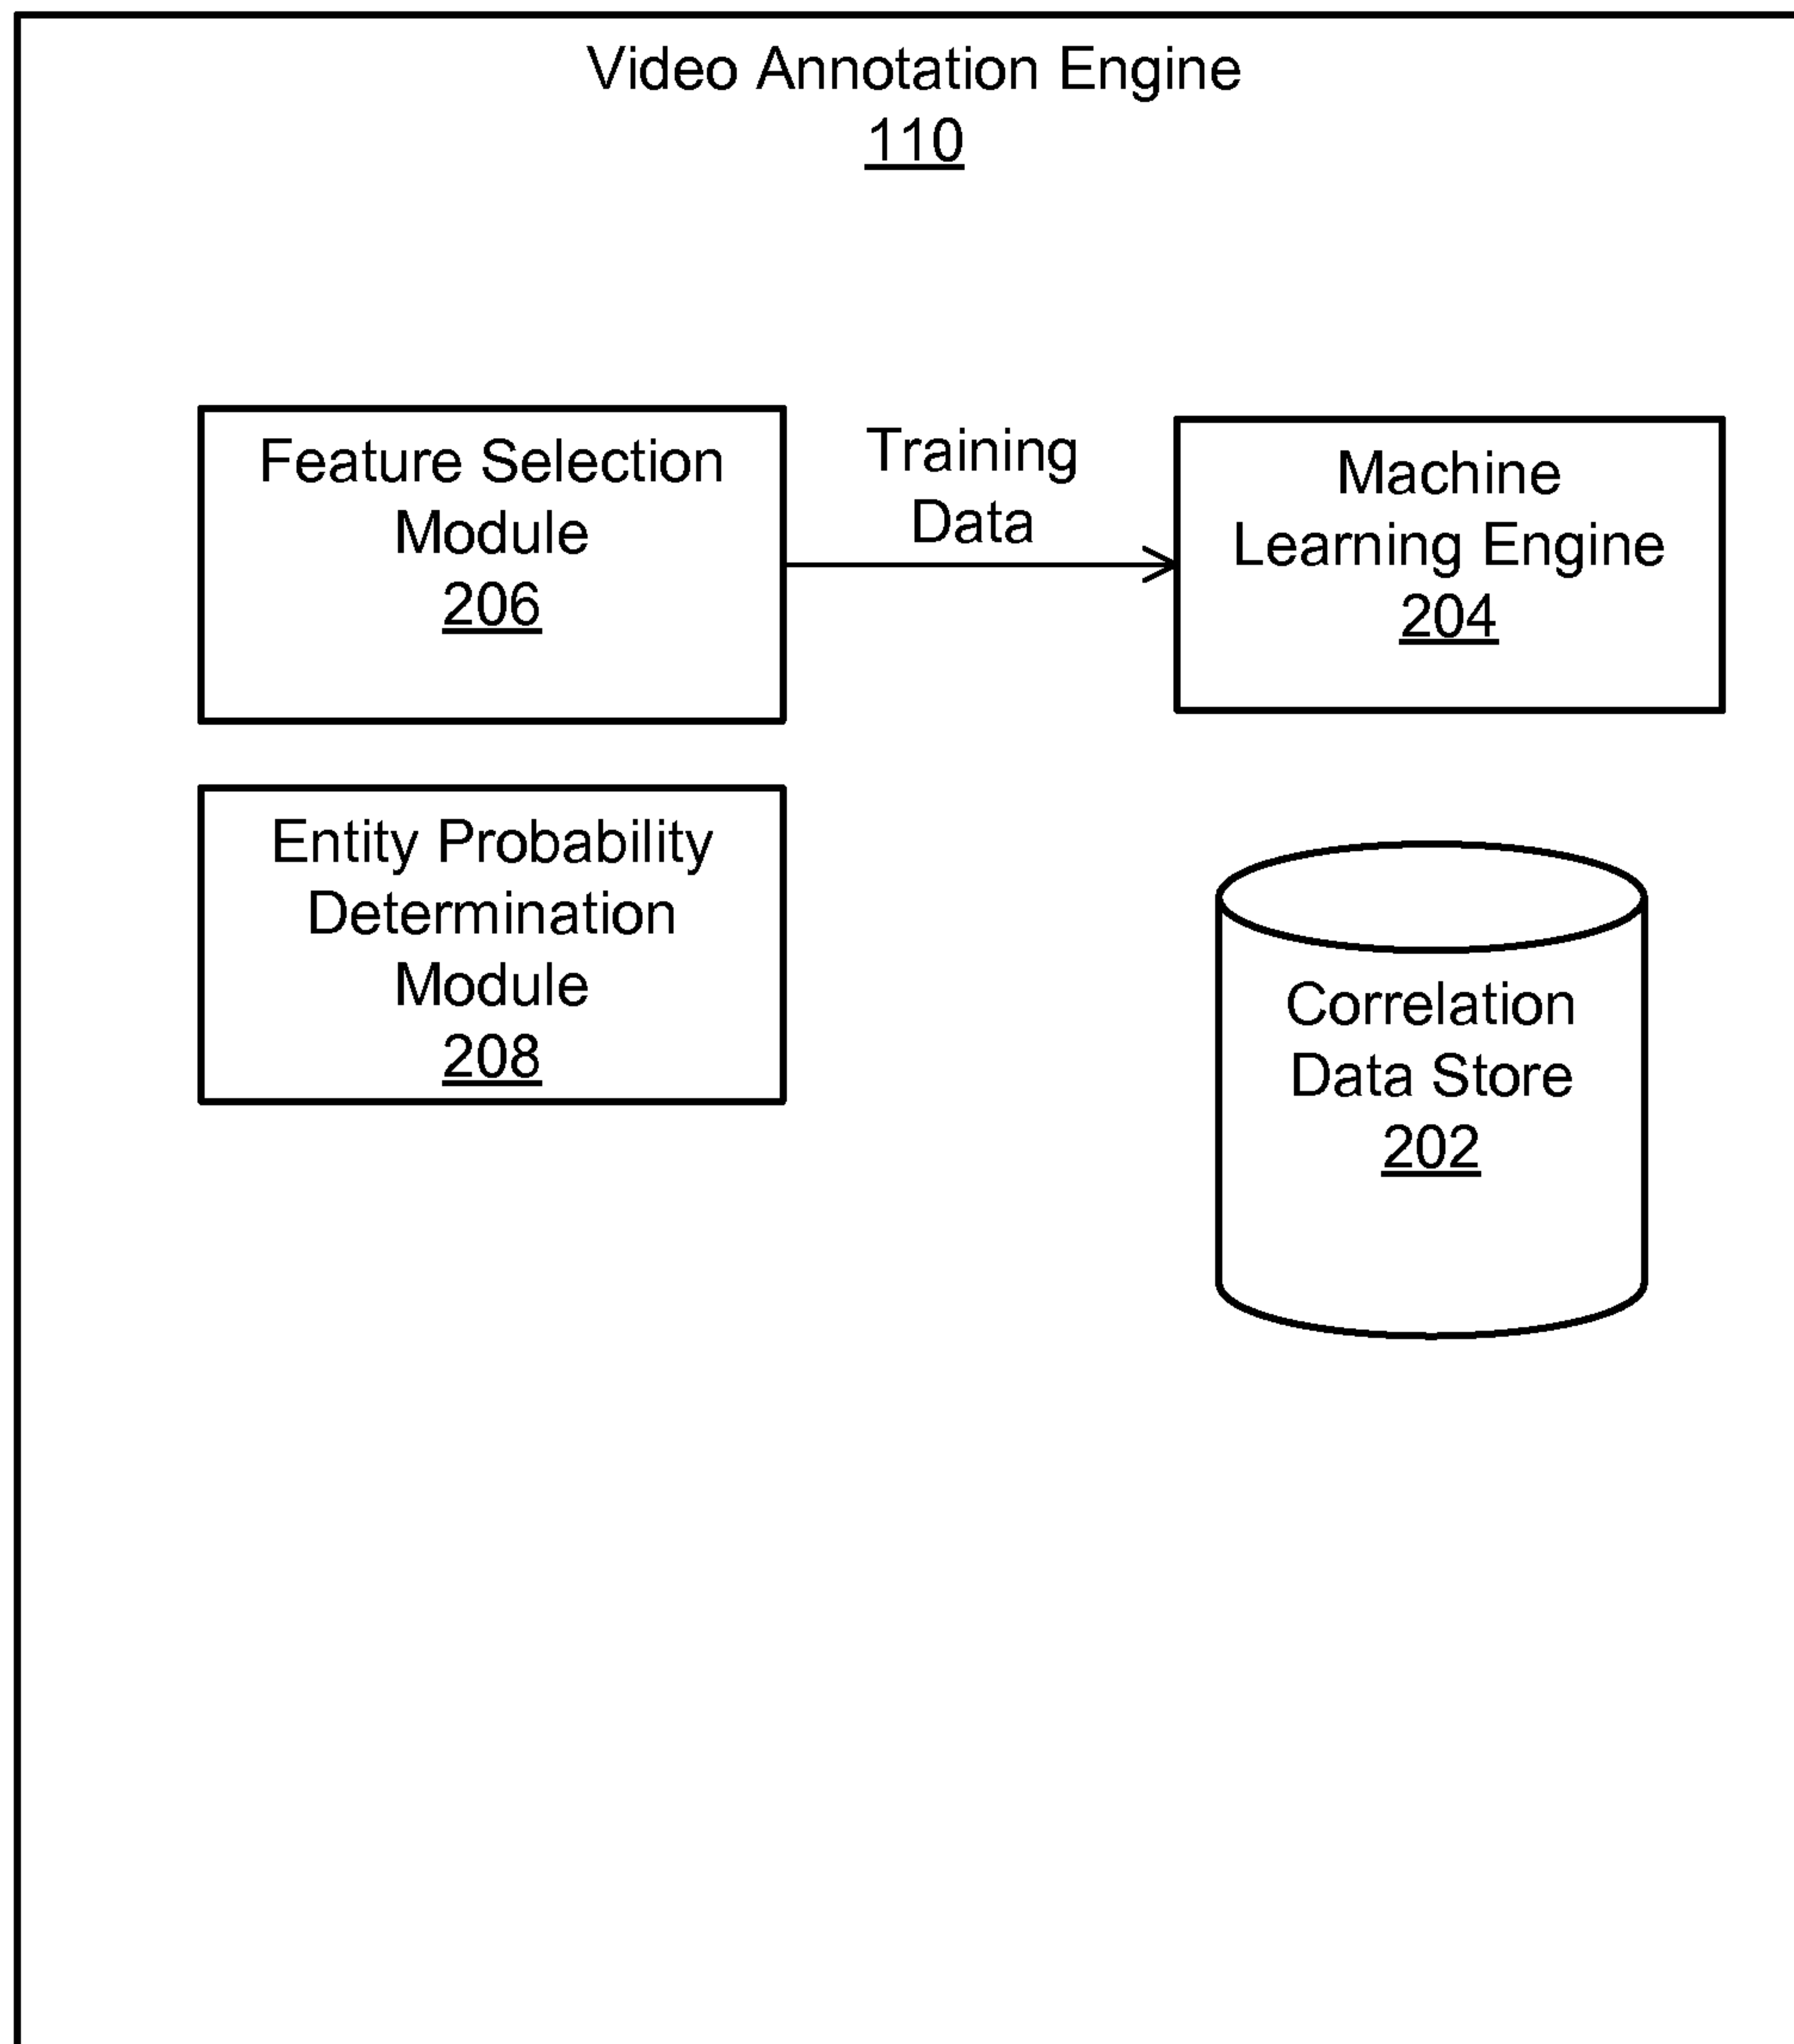 Video Annotation Engine
110
Feature Selection
Module
206
Training
Data
Machine
Learning Engine
204
Entity Probability
Determination
Module
208
Correlation
Data Store
202